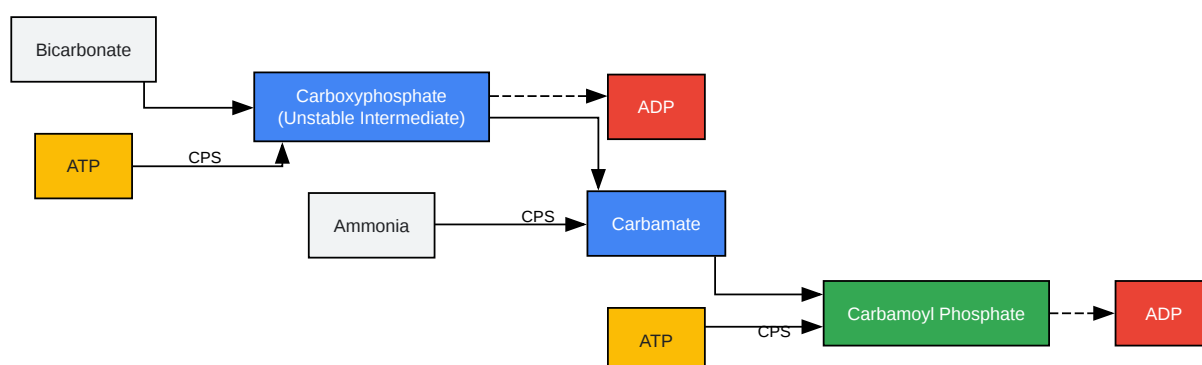 Bicarbonate
Carboxyphosphate
(Unstable Intermediate)
ADP
ATP
CPS
Ammonia
CPS
Carbamate
Carbamoyl Phosphate
ADP
ATP
CPS